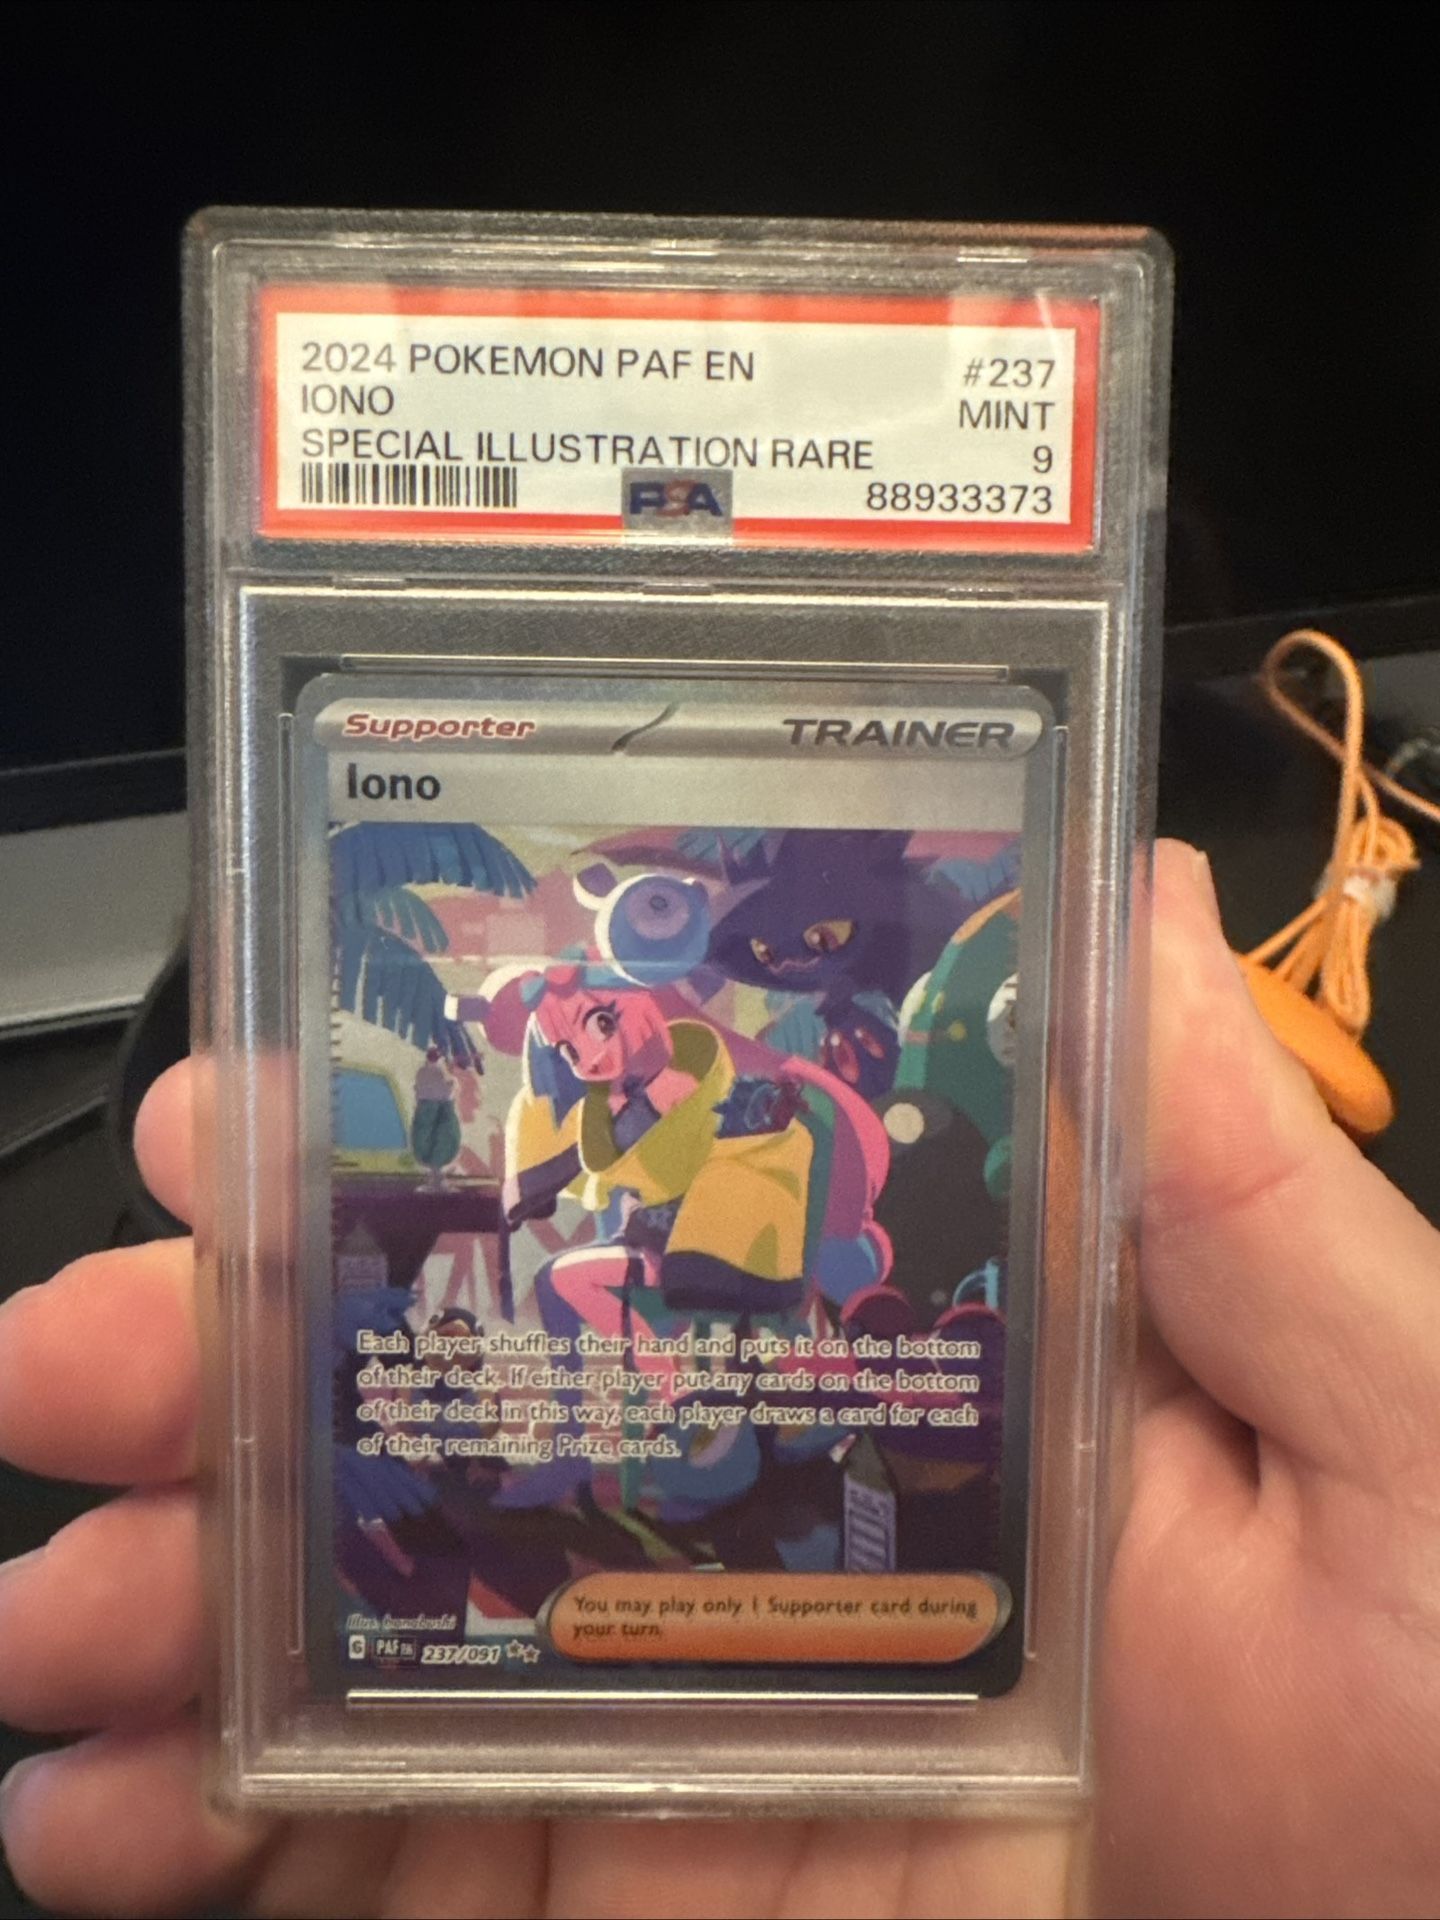 2024 POKEMON PAF EN #237
IONO MINT
SPECIAL ILLUSTRATION RARE 9
PSA 88933373
Supporter TRAINER
Iono
Each player shuffles their hand and puts it on the bottom
of their deck. If either player put any cards on the bottom
of their deck in this way, each player draws a card for each
of their remaining Prize cards.
You may play only 1 Supporter card during
your turn.
Illus.
G PAF EN 237/091